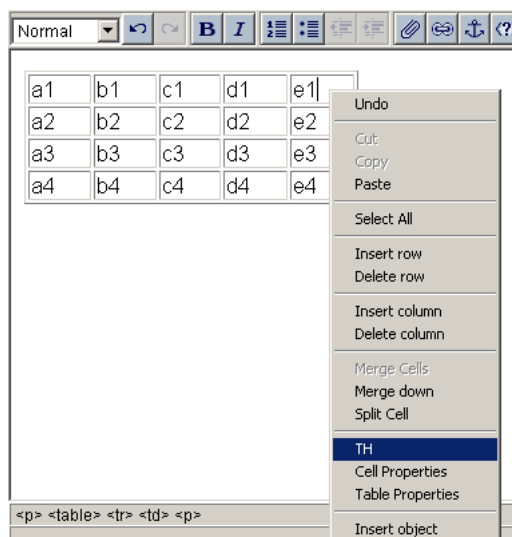 Normal B I
a1 b1 c1 d1 e1
a2 b2 c2 d2 e2
a3 b3 c3 d3 e3
a4 b4 c4 d4 e4
Undo
Cut
Copy
Paste
Select All
Insert row
Delete row
Insert column
Delete column
Merge Cells
Merge down
Split Cell
TH
Cell Properties
Table Properties
Insert object
<p> <table> <tr> <td> <p>